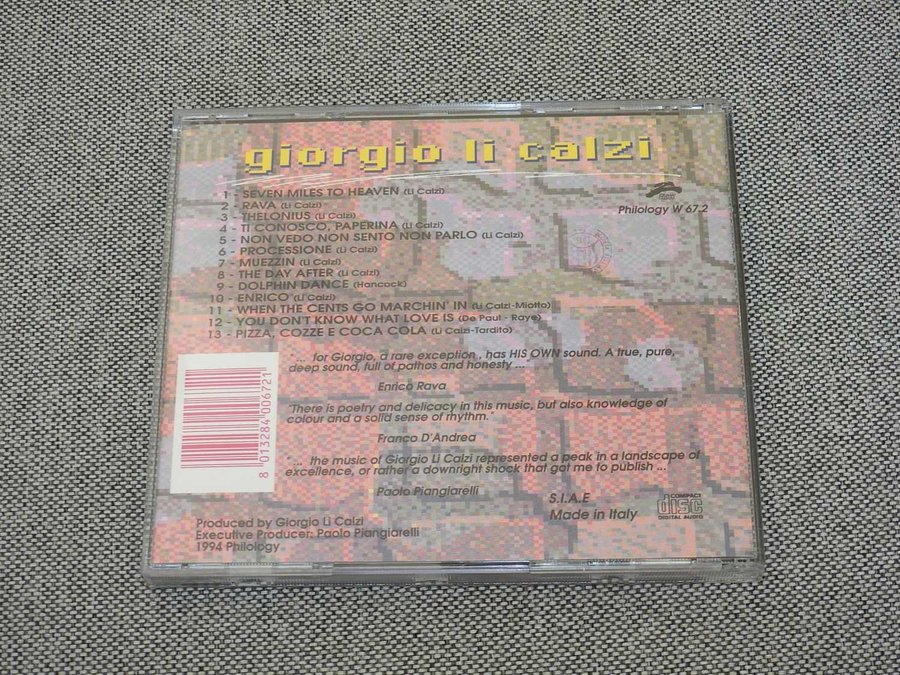 giorgio li calzi
1 - SEVEN MILES TO HEAVEN (Li Calzi)
2 - RAVA (Li Calzi)
3 - THELONIUS (Li Calzi)
4 - TI CONOSCO, PAPERINA (Li Calzi)
5 - NON VEDO NON SENTO NON PARLO (Li Calzi)
6 - PROCESSIONE (Li Calzi)
7 - MUEZZIN (Li Calzi)
8 - THE DAY AFTER (Li Calzi)
9 - DOLPHIN DANCE (Hancock)
10 - ENRICO (Li Calzi)
11 - WHEN THE CENTS GO MARCHIN' IN (Li Calzi-Miotto)
12 - YOU DON'T KNOW WHAT LOVE IS (De Paul - Raye)
13 - PIZZA, COZZE E COCA COLA (Li Calzi-Tardito)
Philology W 67.2
"... for Giorgio, a rare exception , has HIS OWN sound. A true, pure,
deep sound, full of pathos and honesty ..."
Enrico Rava
"There is poetry and delicacy in this music, but also knowledge of
colour and a solid sense of rhythm."
Franco D'Andrea
"... the music of Giorgio Li Calzi represented a peak in a landscape of
excellence, or rather a downright shock that got me to publish ..."
Paolo Piangiarelli
8 013284 006721
S.I.A.E
Made in Italy
COMPACT
disc
DIGITAL AUDIO
Produced by Giorgio Li Calzi
Executive Producer: Paolo Piangiarelli
1994 Philology